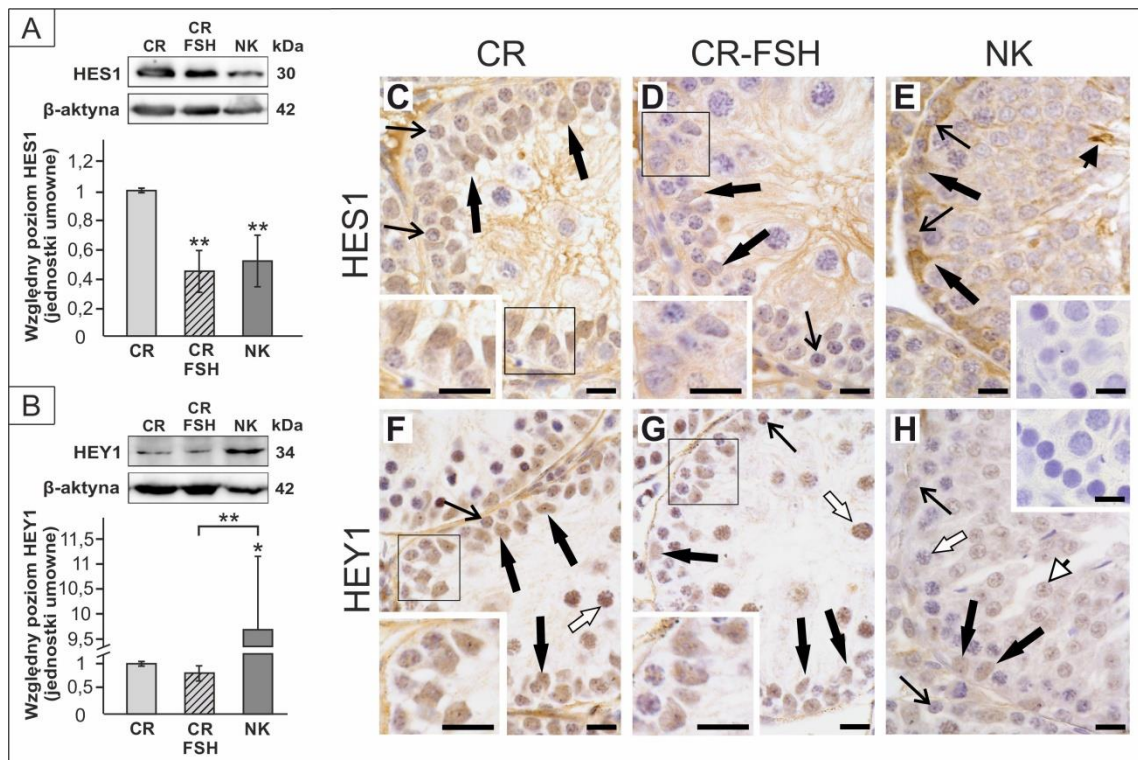 A
CR
CR
FSH
NK
kDa
HES1
30
β-aktyna
42
Względny poziom HES1
(jednostki umowne)
1,2
1
0,8
0,6
0,4
0,2
0
**
**
CR
CR
FSH
NK
B
CR
CR
FSH
NK
kDa
HEY1
34
β-aktyna
42
Względny poziom HEY1
(jednostki umowne)
11,5
11
10,5
10
9,5
1
0,5
0
**
*
CR
CR
FSH
NK
CR
CR-FSH
NK
HES1
C
D
E
HEY1
F
G
H